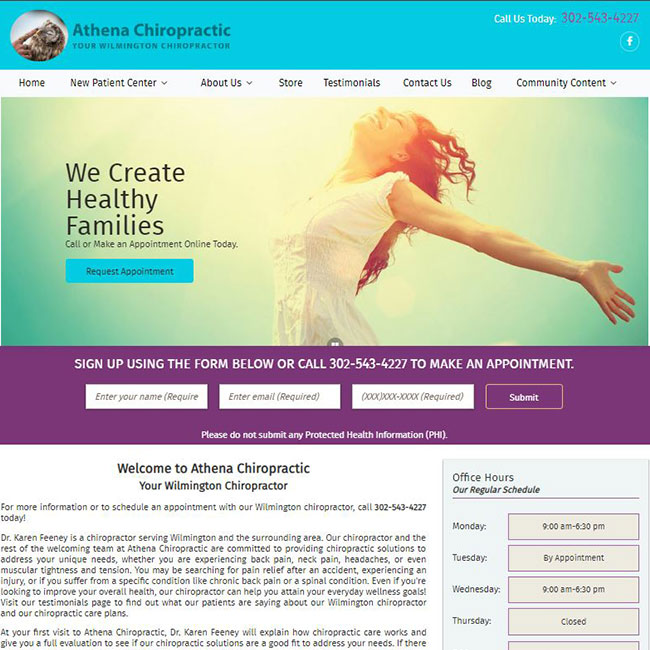 Athena Chiropractic
YOUR WILMINGTON CHIROPRACTOR
Call Us Today: 302-543-4227
Home New Patient Center About Us Store Testimonials Contact Us Blog Community Content
We Create
Healthy
Families
Call or Make an Appointment Online Today.
Request Appointment
SIGN UP USING THE FORM BELOW OR CALL 302-543-4227 TO MAKE AN APPOINTMENT.
Enter your name (Require Enter email (Required) (XXX)XXX-XXXX (Required) Submit
Please do not submit any Protected Health Information (PHI).
Welcome to Athena Chiropractic
Your Wilmington Chiropractor
For more information or to schedule an appointment with our Wilmington chiropractor, call 302-543-4227
today!
Dr. Karen Feeney is a chiropractor serving Wilmington and the surrounding area. Our chiropractor and the
rest of the welcoming team at Athena Chiropractic are committed to providing chiropractic solutions to
address your unique needs, whether you are experiencing back pain, neck pain, headaches, or even
muscular tightness and tension. You may be searching for pain relief after an accident, experiencing an
injury, or if you suffer from a specific condition like chronic back pain or a spinal condition. Even if you're
looking to improve your overall health, our chiropractor can help you attain your everyday wellness goals!
Visit our testimonials page to find out what our patients are saying about our Wilmington chiropractor
and our chiropractic care plans.
At your first visit to Athena Chiropractic, Dr. Karen Feeney will explain how chiropractic care works and
give you a full evaluation to see if our chiropractic solutions are a good fit to address your needs. If there
Office Hours
Our Regular Schedule
Monday: 9:00 am-6:30 pm
Tuesday: By Appointment
Wednesday: 9:00 am-6:30 pm
Thursday: Closed